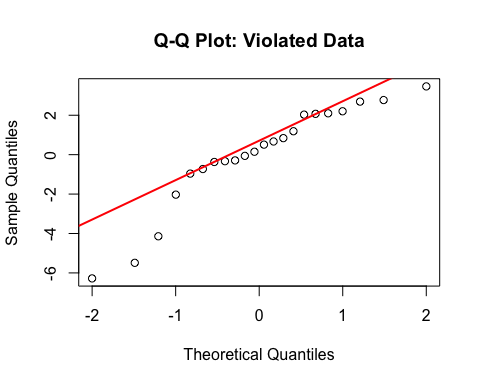 Q-Q Plot: Violated Data
Sample Quantiles
2
0
-2
-4
-6
-2 -1 0 1 2
Theoretical Quantiles